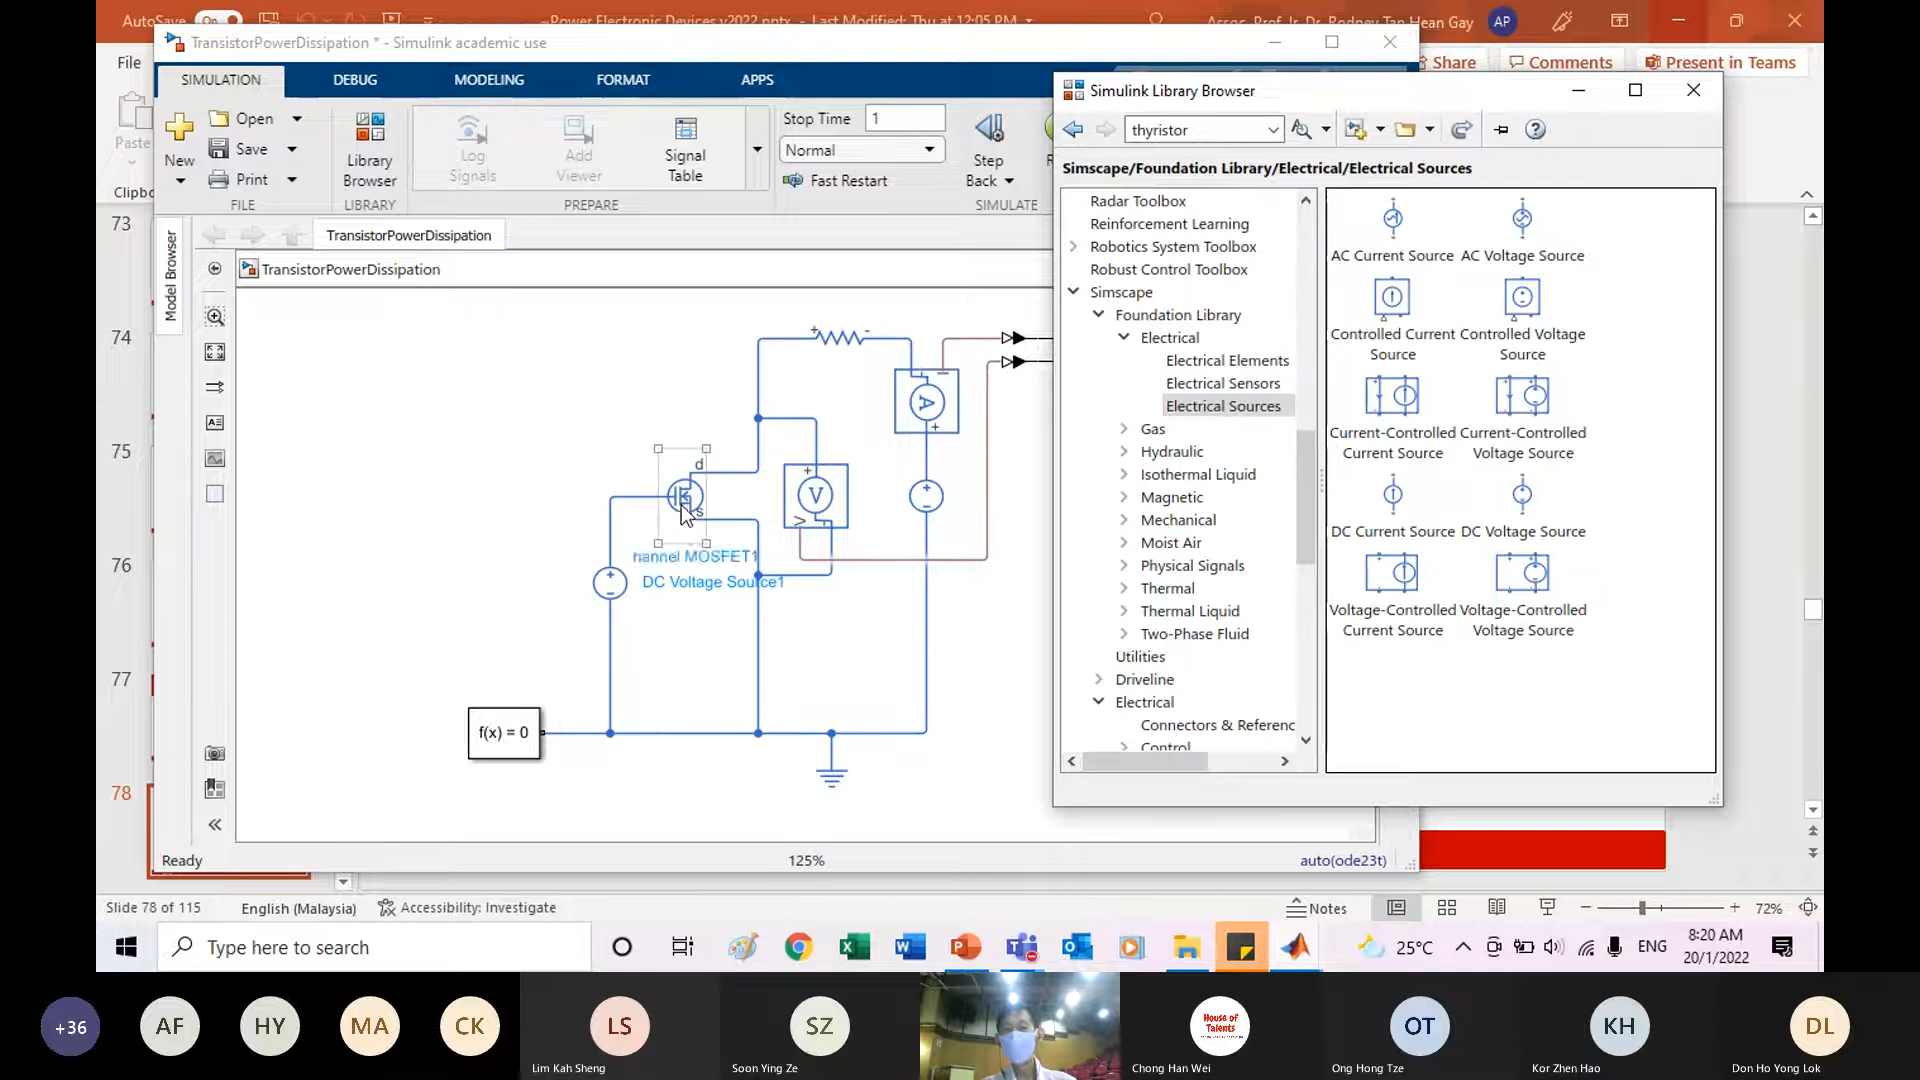 AutoSave On
Power Electronic Devices v2022.pptx - Last Modified: Thu at 12:05 PM
Assoc. Prof. Ir. Dr. Rodney Tan Hean Gay
AP
File
Share
Comments
Present in Teams
Paste
Clipbo
TransistorPowerDissipation * - Simulink academic use
SIMULATION
DEBUG
MODELING
FORMAT
APPS
New
Open
Save
Print
FILE
Library
Browser
LIBRARY
Log
Signals
Add
Viewer
Signal
Table
PREPARE
Stop Time 1
Normal
Fast Restart
Step
Back
SIMULATE
Model Browser
TransistorPowerDissipation
TransistorPowerDissipation
73
74
75
76
77
78
+
-
A
+
d
s
+
V
V
+
-
+
-
hannel MOSFET1
DC Voltage Source1
f(x) = 0
Ready
125%
auto(ode23t)
Simulink Library Browser
thyristor
Simscape/Foundation Library/Electrical/Electrical Sources
Radar Toolbox
Reinforcement Learning
Robotics System Toolbox
Robust Control Toolbox
Simscape
Foundation Library
Electrical
Electrical Elements
Electrical Sensors
Electrical Sources
Gas
Hydraulic
Isothermal Liquid
Magnetic
Mechanical
Moist Air
Physical Signals
Thermal
Thermal Liquid
Two-Phase Fluid
Utilities
Driveline
Electrical
Connectors & Referenc
Control
AC Current Source
AC Voltage Source
Controlled Current
Source
Controlled Voltage
Source
Current-Controlled
Current Source
Current-Controlled
Voltage Source
DC Current Source
DC Voltage Source
Voltage-Controlled
Current Source
Voltage-Controlled
Voltage Source
Slide 78 of 115
English (Malaysia)
Accessibility: Investigate
Notes
72%
Type here to search
25°C
ENG
8:20 AM
20/1/2022
+36
AF
HY
MA
CK
LS
Lim Kah Sheng
SZ
Soon Ying Ze
House of
Talents
Chong Han Wei
OT
Ong Hong Tze
KH
Kor Zhen Hao
DL
Don Ho Yong Lok